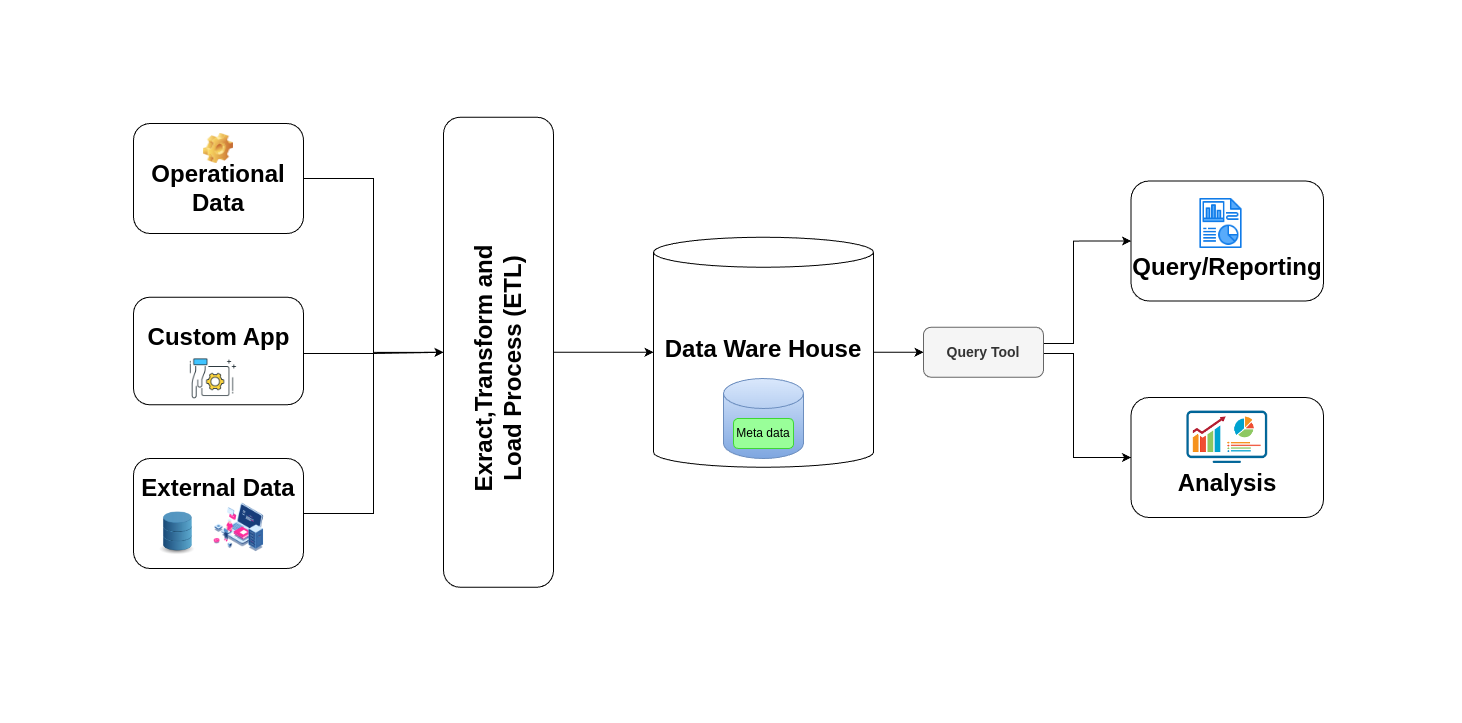 Operational
Data
Custom App
External Data
Exract,Transform and
Load Process (ETL)
Data Ware House
Meta data
Query Tool
Query/Reporting
Analysis